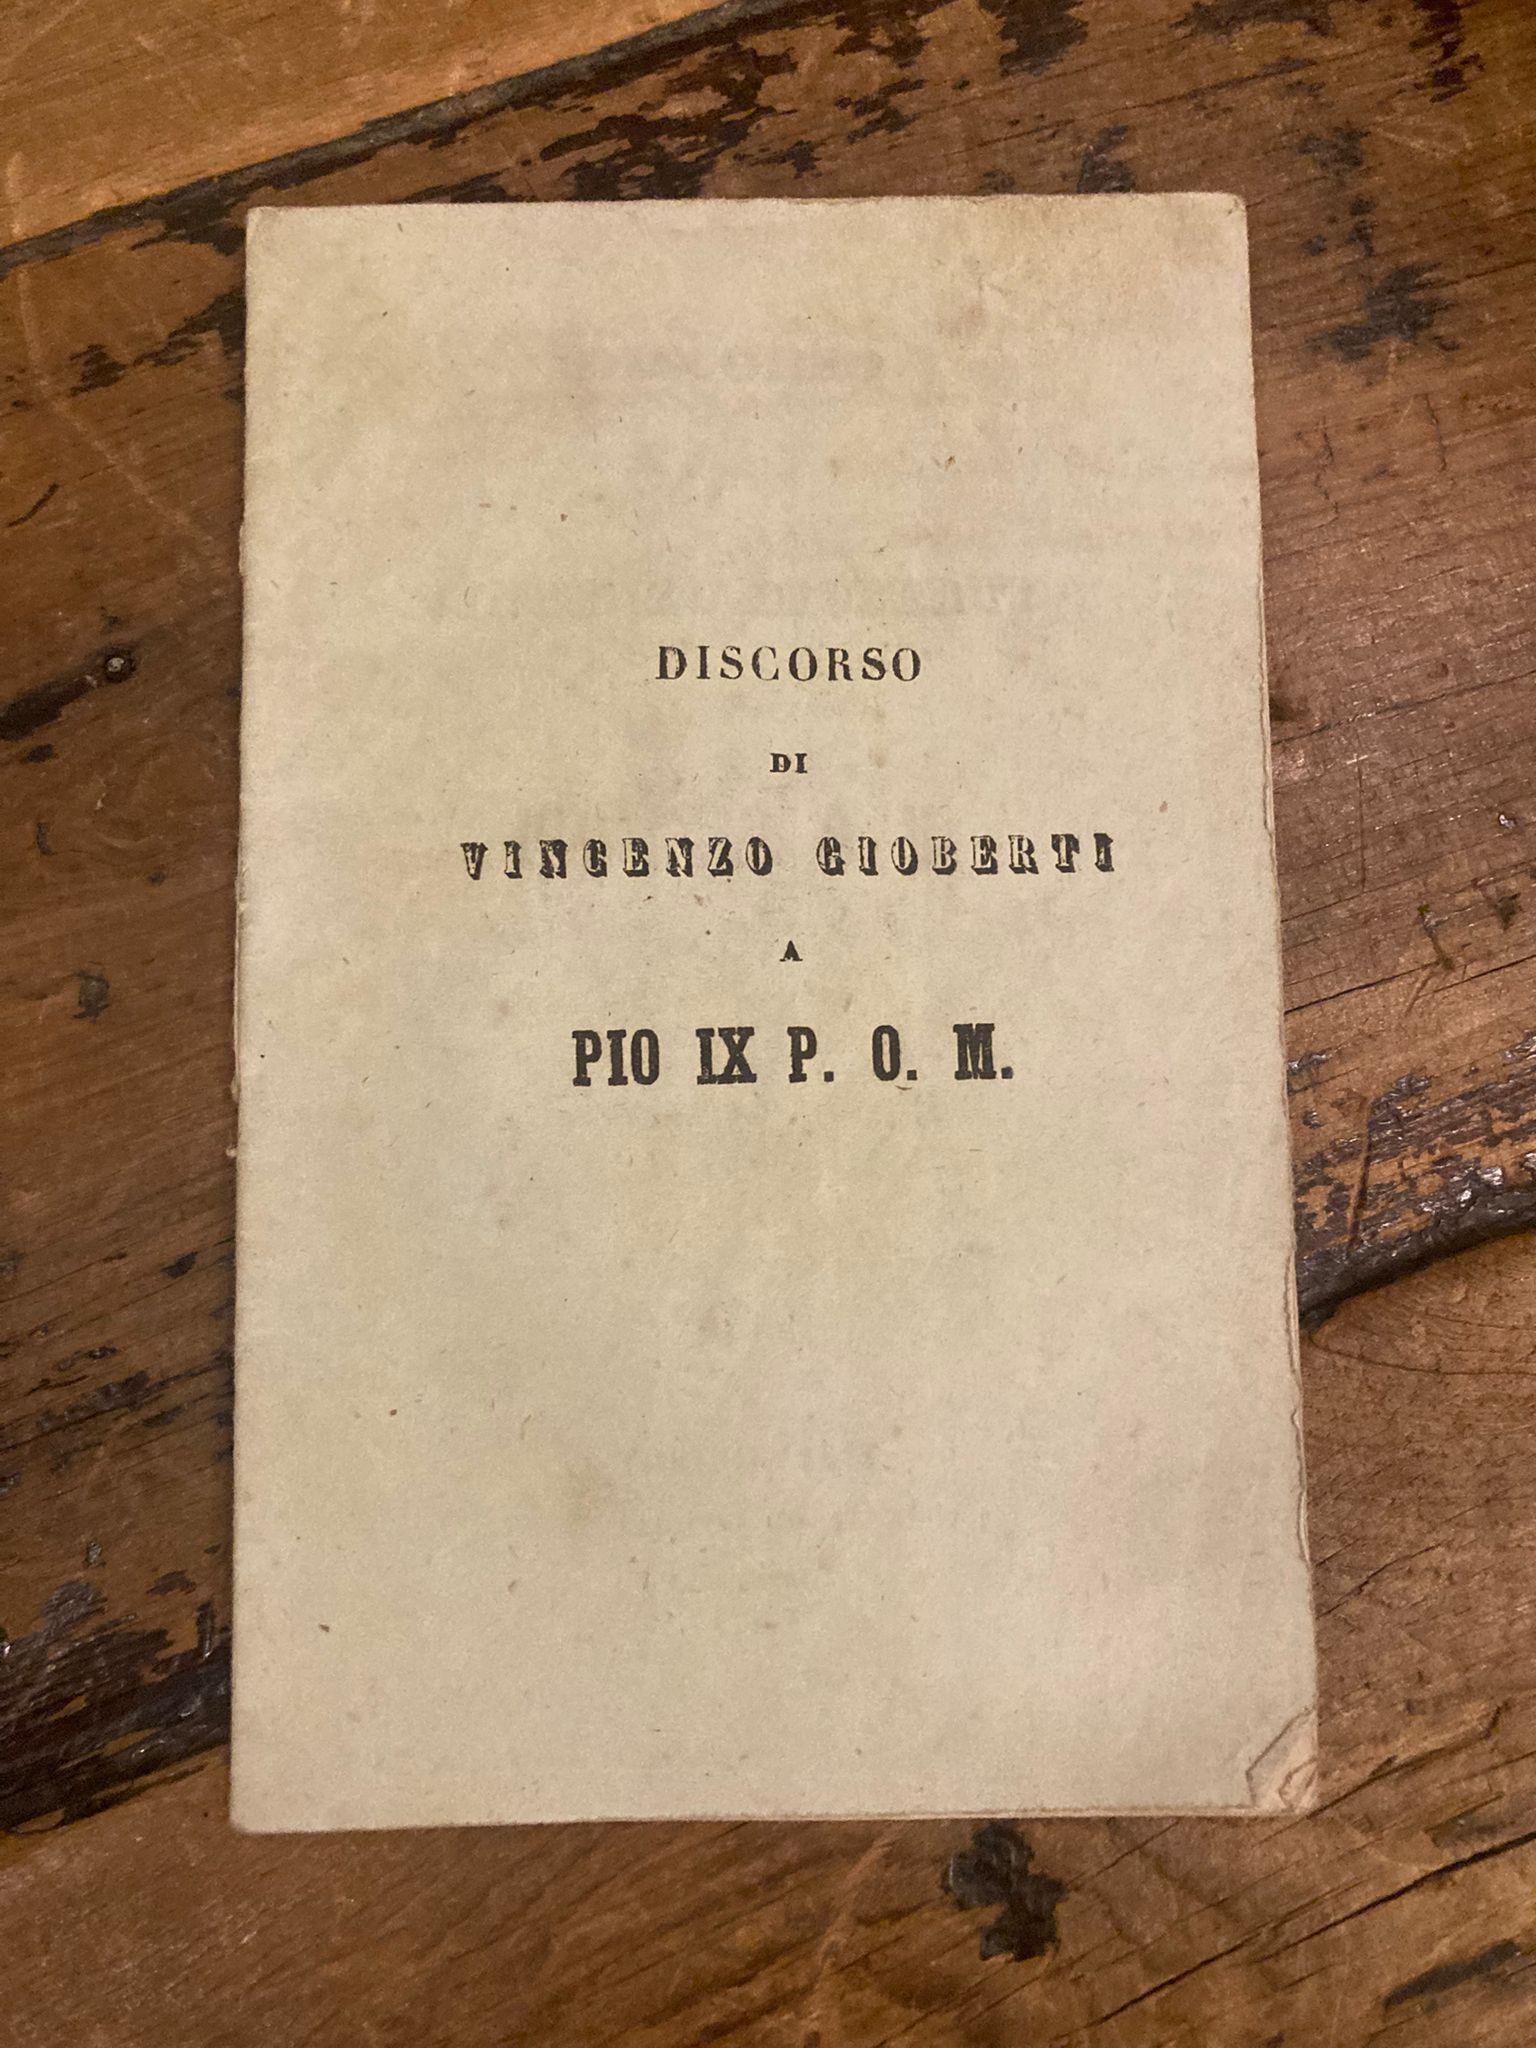 DISCORSO
DI
VINCENZO GIOBERTI
A
PIO IX P. O. M.